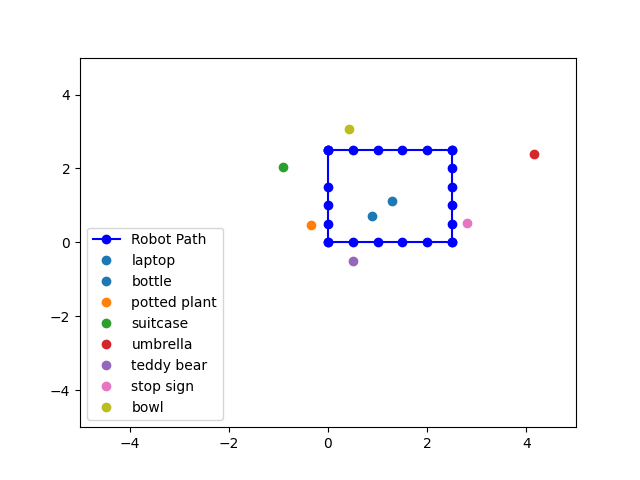 4
2
0
−2
−4
Robot Path
laptop
bottle
potted plant
suitcase
umbrella
teddy bear
stop sign
bowl
−4 −2 0 2 4